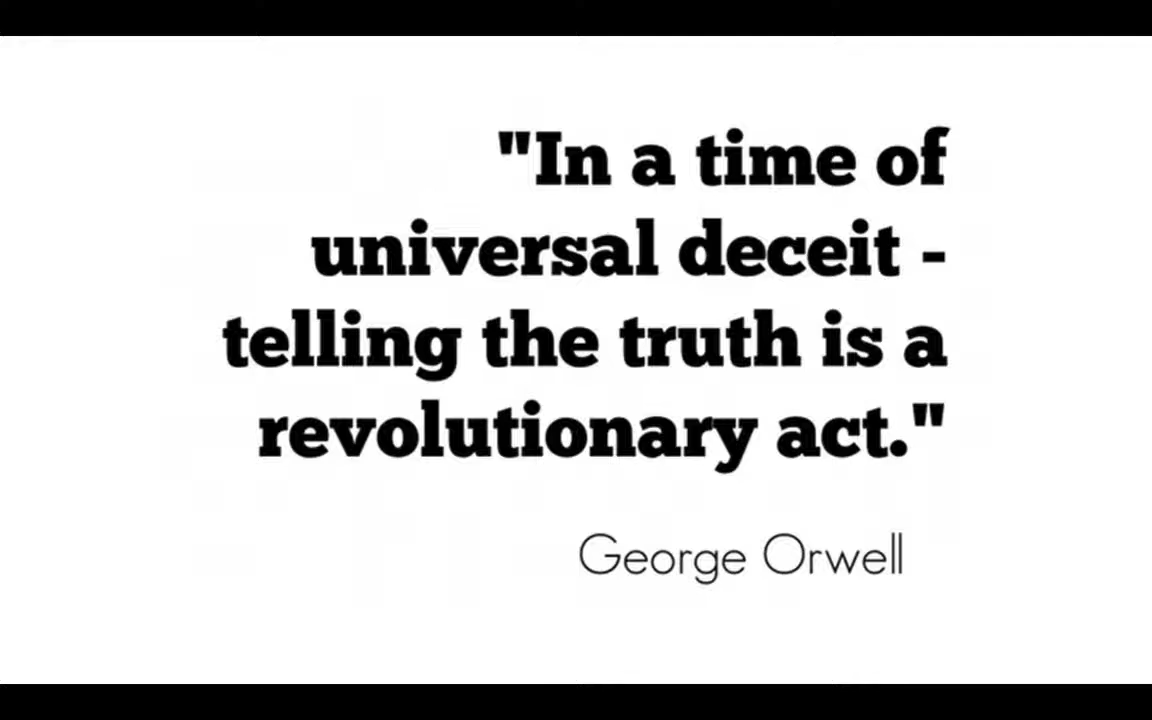 "In a time of
universal deceit -
telling the truth is a
revolutionary act."
George Orwell